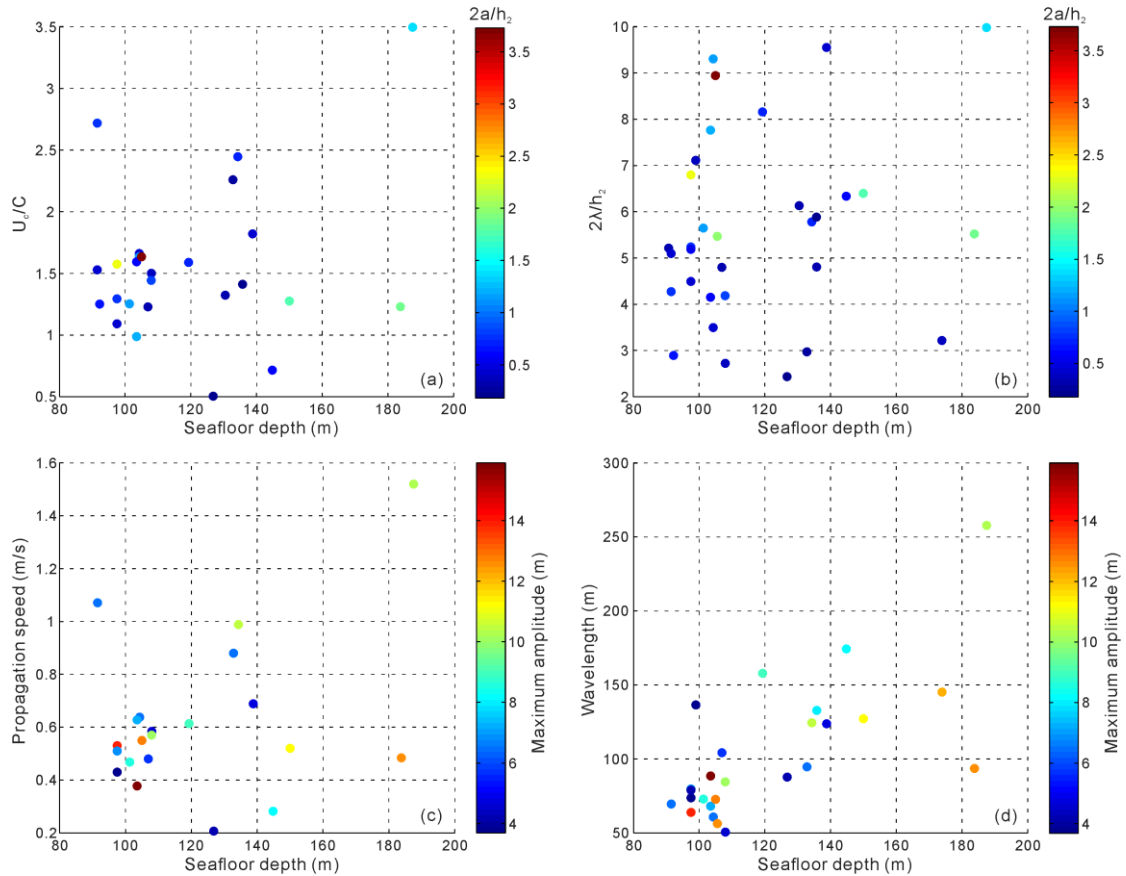 2a/h₂
3.5
3
2.5
2
1.5
1
0.5
U_c/C
80 100 120 140 160 180 200
Seafloor depth (m)
(a)
3.5
3
2.5
2
1.5
1
0.5
2a/h₂
10
9
8
7
6
5
4
3
2
2λ/h₂
80 100 120 140 160 180 200
Seafloor depth (m)
(b)
3.5
3
2.5
2
1.5
1
0.5
1.6
1.4
1.2
1
0.8
0.6
0.4
0.2
Propagation speed (m/s)
80 100 120 140 160 180 200
Seafloor depth (m)
(c)
14
12
10
8
6
4
Maximum amplitude (m)
300
250
200
150
100
50
Wavelength (m)
80 100 120 140 160 180 200
Seafloor depth (m)
(d)
14
12
10
8
6
4
Maximum amplitude (m)